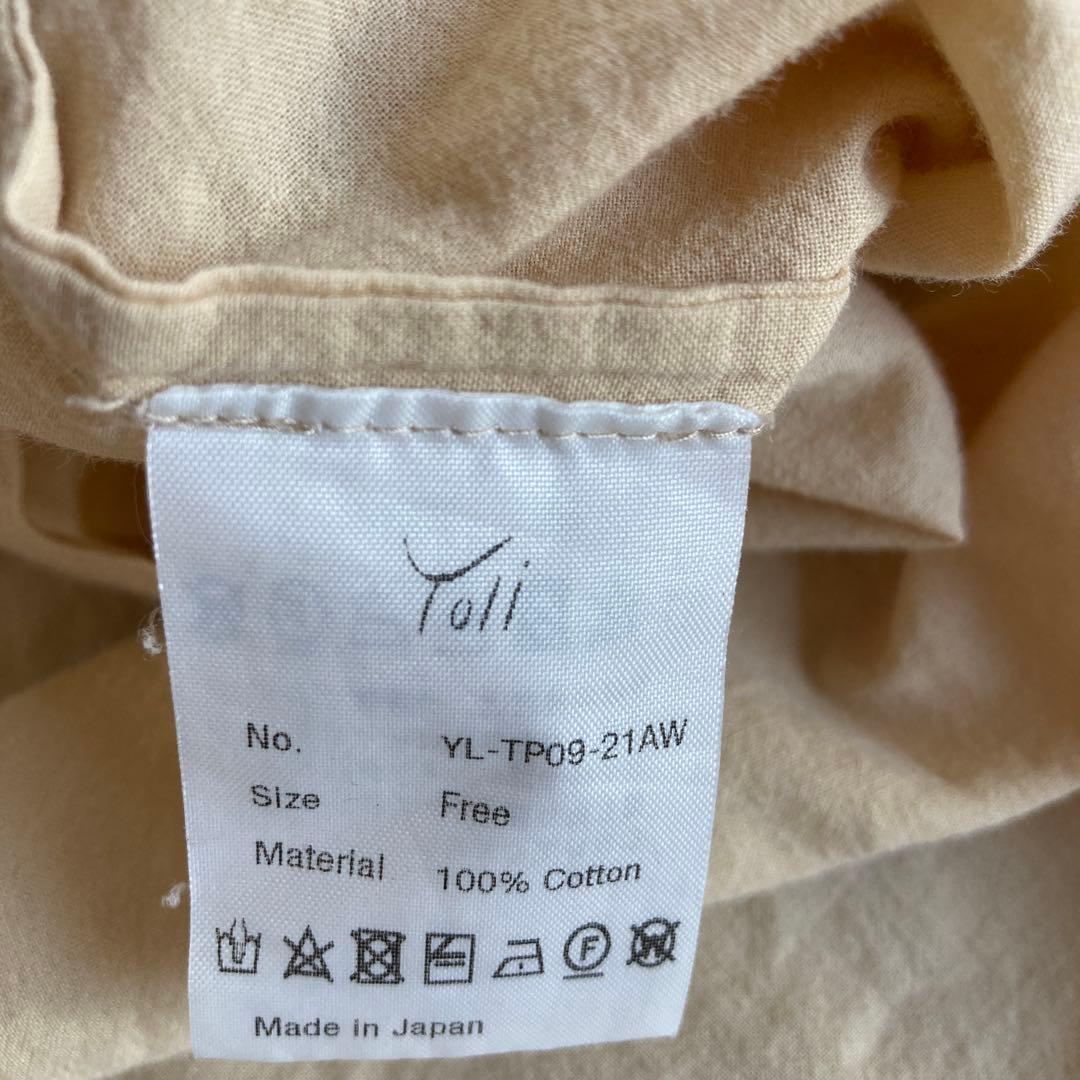 Yoli
No. YL-TP09-21AW
Size Free
Material 100% Cotton
F W
Made in Japan